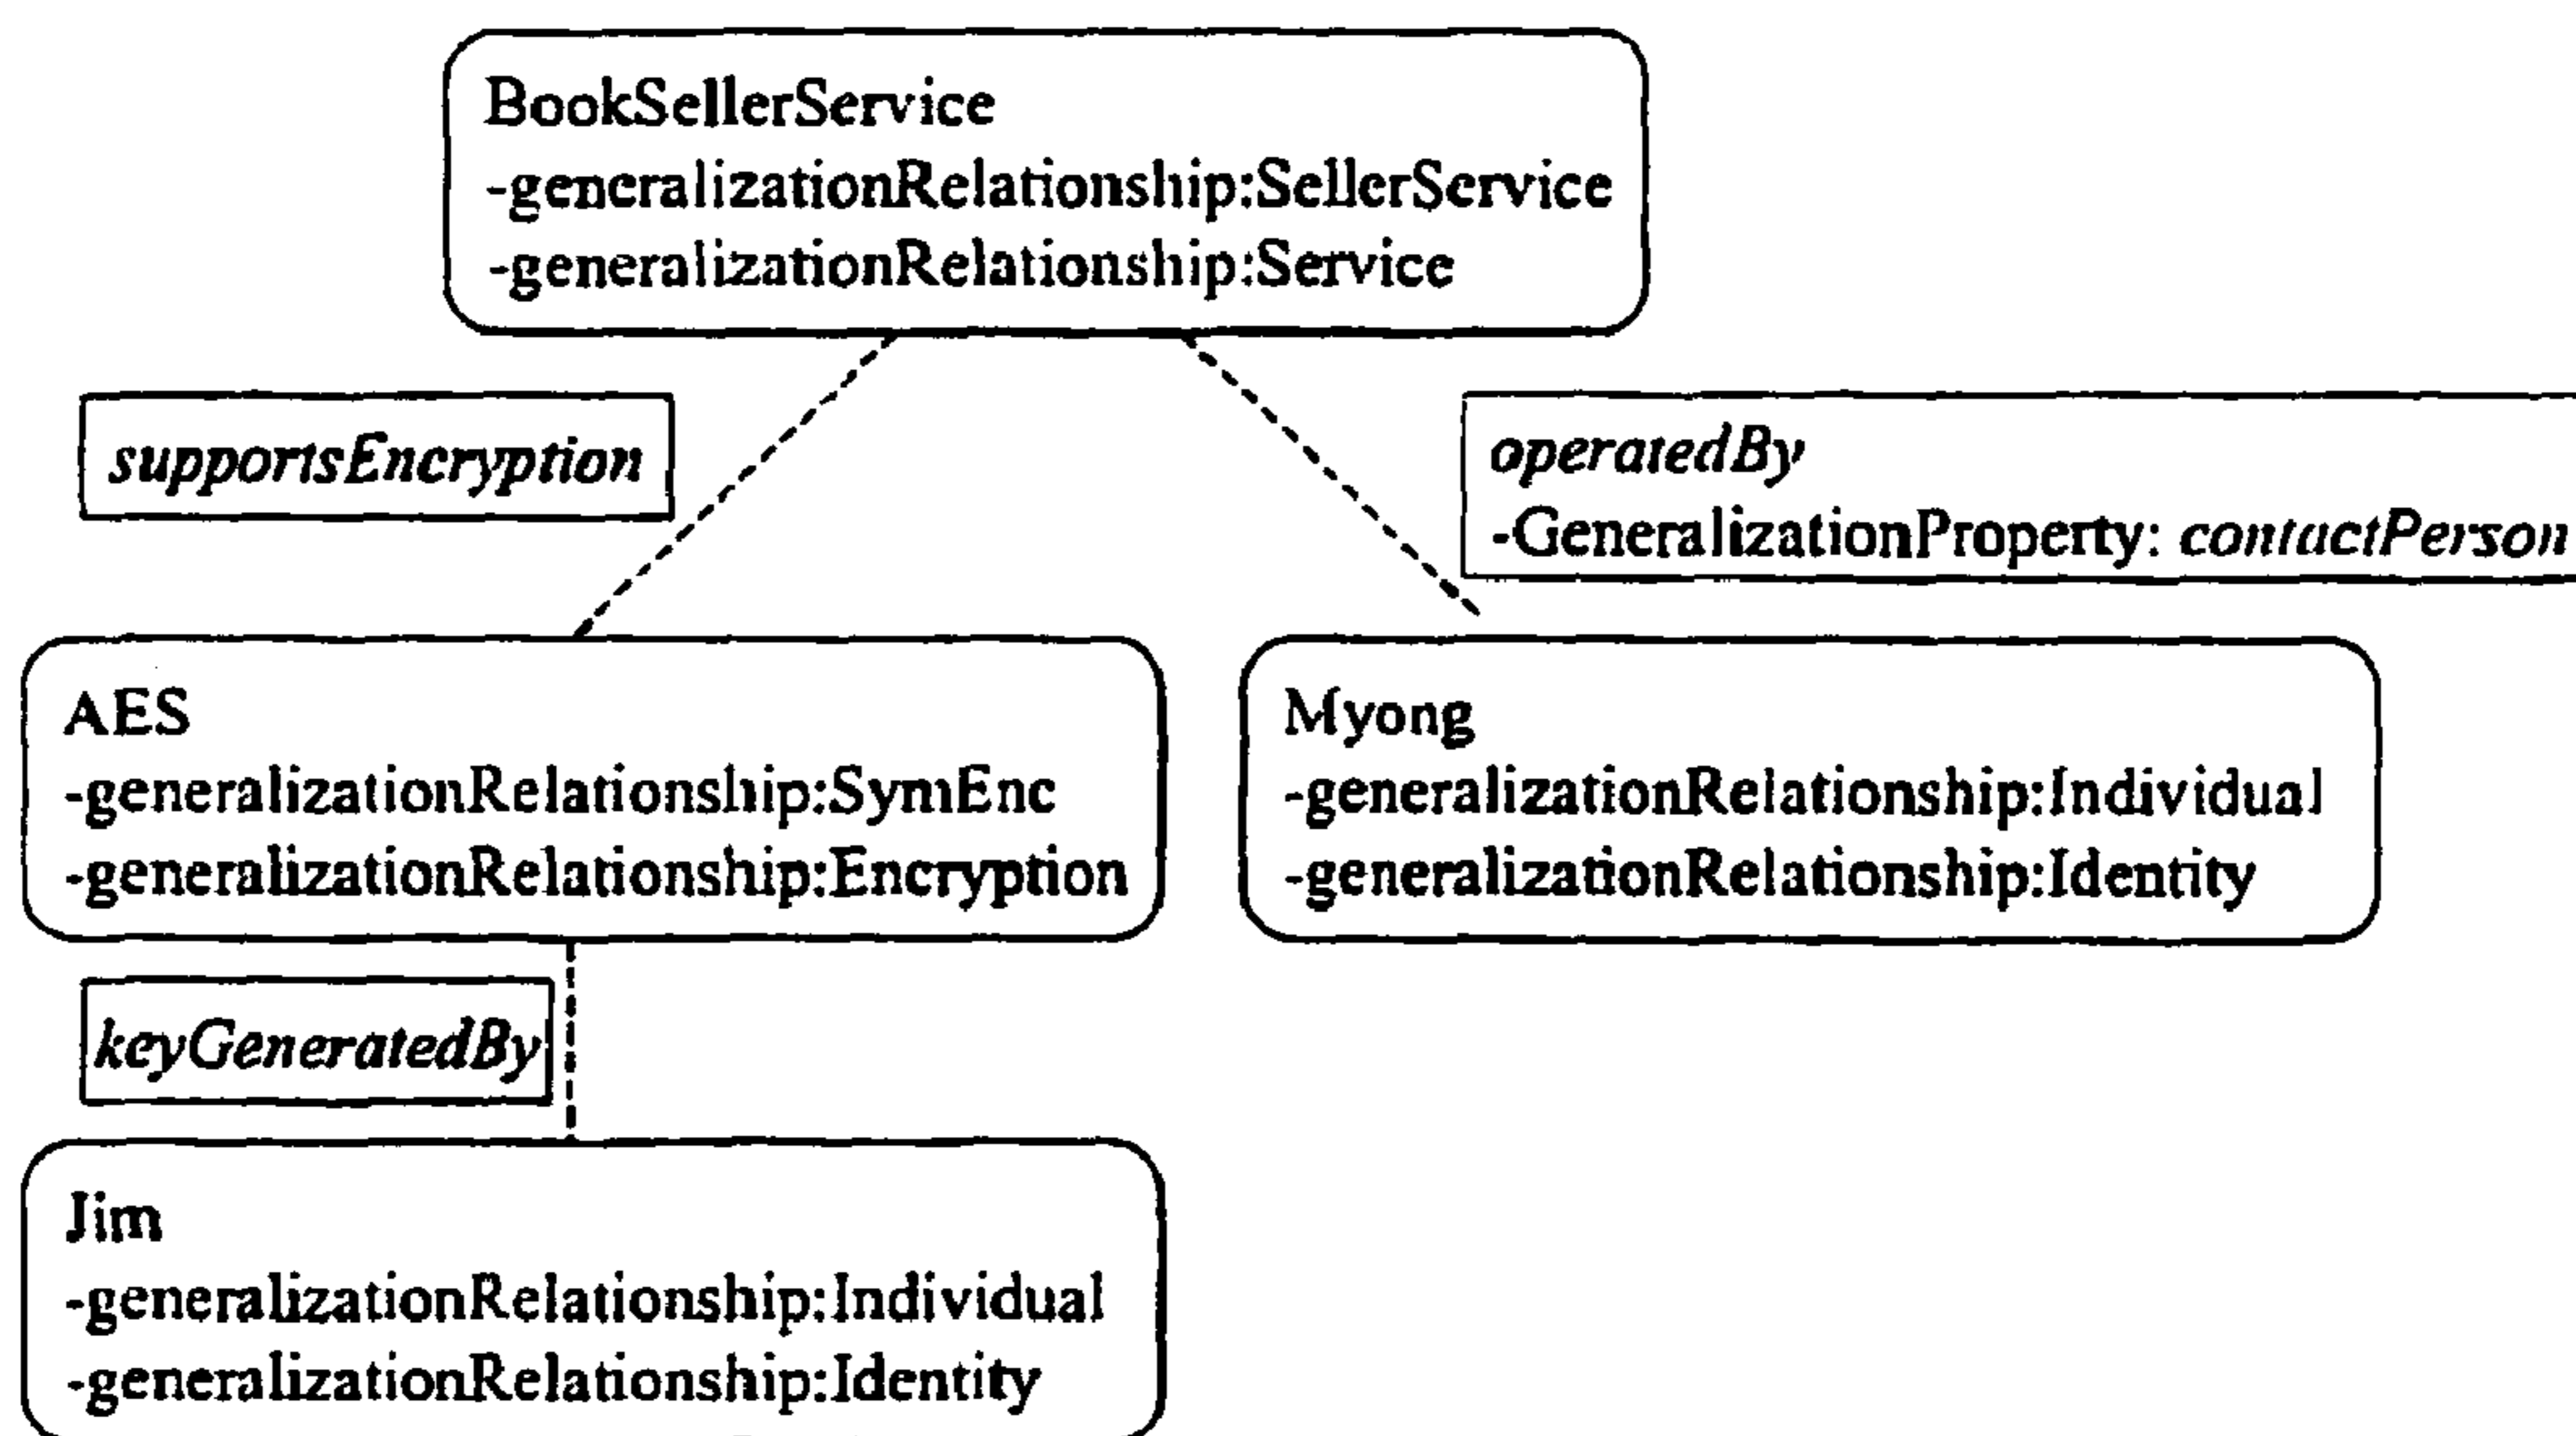 BookSellerService
-generalizationRelationship:SellerService
-generalizationRelationship:Service
supportsEncryption
operatedBy
-GeneralizationProperty: contactPerson
AES
-generalizationRelationship:SymEnc
-generalizationRelationship:Encryption
Myong
-generalizationRelationship:Individual
-generalizationRelationship:Identity
keyGeneratedBy
Jim
-generalizationRelationship:Individual
-generalizationRelationship:Identity